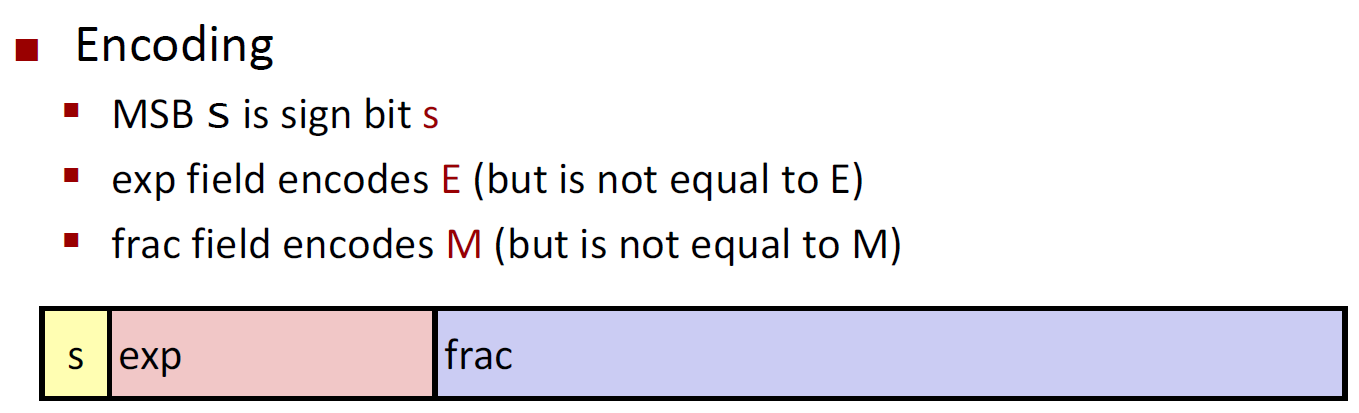 Encoding
MSB s is sign bit s
exp field encodes E (but is not equal to E)
frac field encodes M (but is not equal to M)
s exp frac